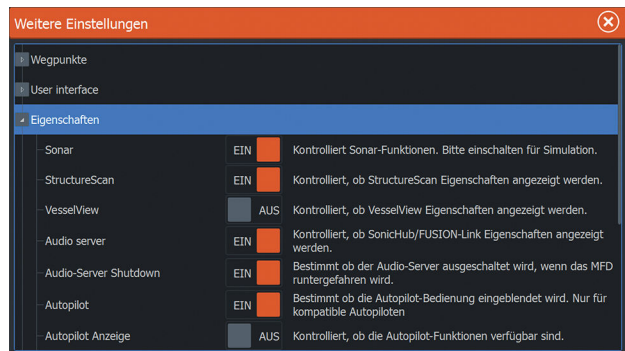 Weitere Einstellungen
Wegpunkte
User interface
Eigenschaften
Sonar EIN Kontrolliert Sonar-Funktionen. Bitte einschalten für Simulation.
StructureScan EIN Kontrolliert, ob StructureScan Eigenschaften angezeigt werden.
VesselView AUS Kontrolliert, ob VesselView Eigenschaften angezeigt werden.
Audio server EIN Kontrolliert, ob SonicHub/FUSION-Link Eigenschaften angezeigt
werden.
Audio-Server Shutdown EIN Bestimmt ob der Audio-Server ausgeschaltet wird, wenn das MFD
runtergefahren wird.
Autopilot EIN Bestimmt ob die Autopilot-Bedienung eingeblendet wird. Nur für
kompatible Autopiloten
Autopilot Anzeige AUS Kontrolliert, ob die Autopilot-Funktionen verfügbar sind.